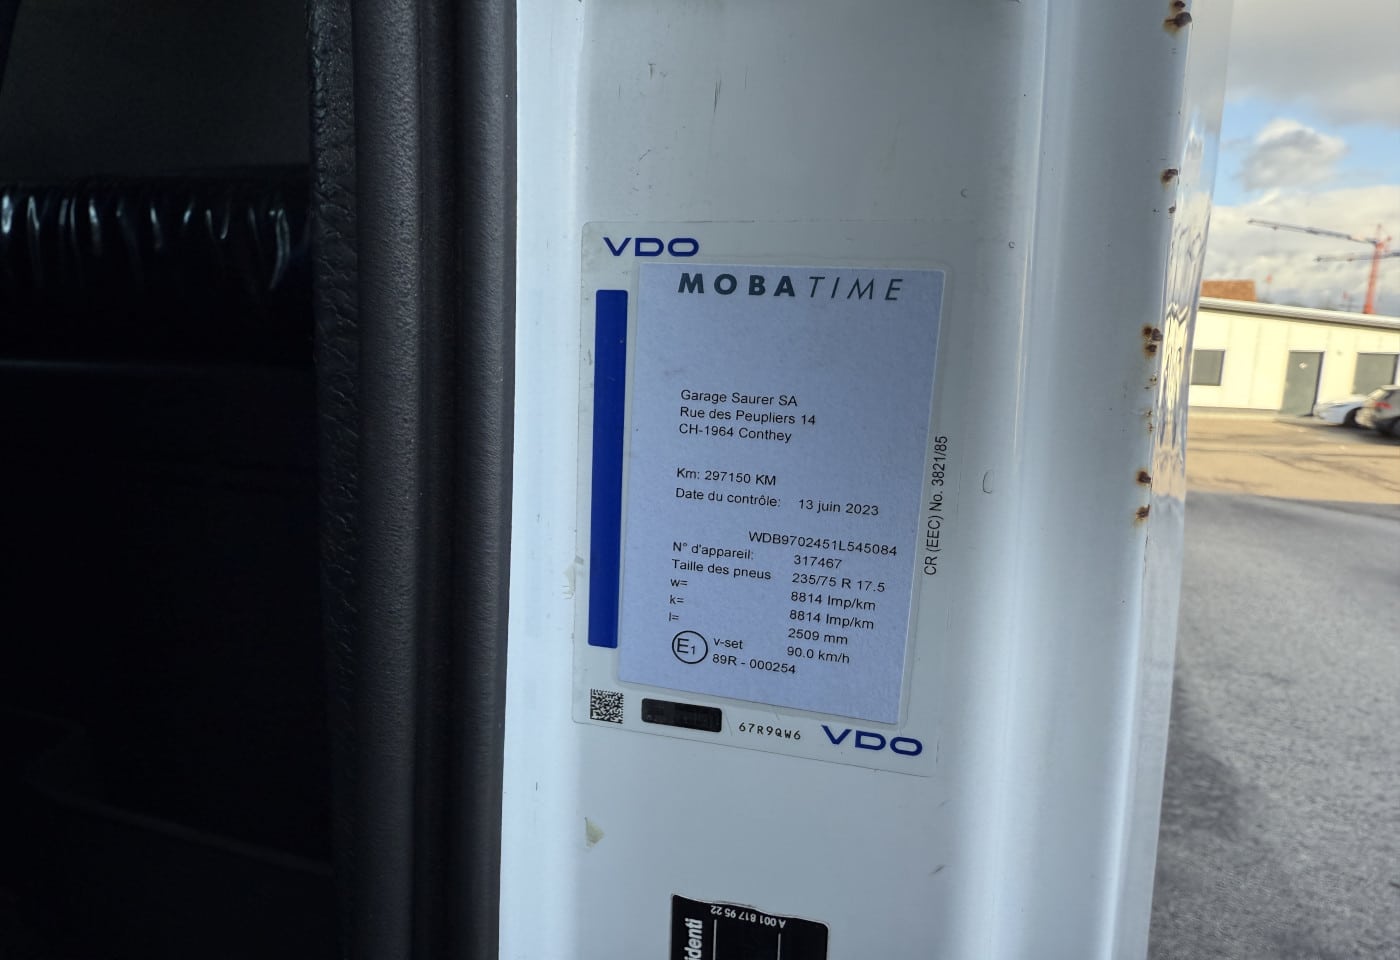 VDO
MOBATIME
Garage Saurer SA
Rue des Peupliers 14
CH-1964 Conthey
Km: 297150 KM
Date du contrôle: 13 juin 2023
WDB9702451L545084
N° d'appareil: 317467
Taille des pneus 235/75 R 17.5
w= 8814 Imp/km
k= 8814 Imp/km
l= 2509 mm
E1 v-set 90.0 km/h
89R - 000254
CR (EEC) No. 3821/85
67R9QW6
VDO
A 001 817 95 22
identi